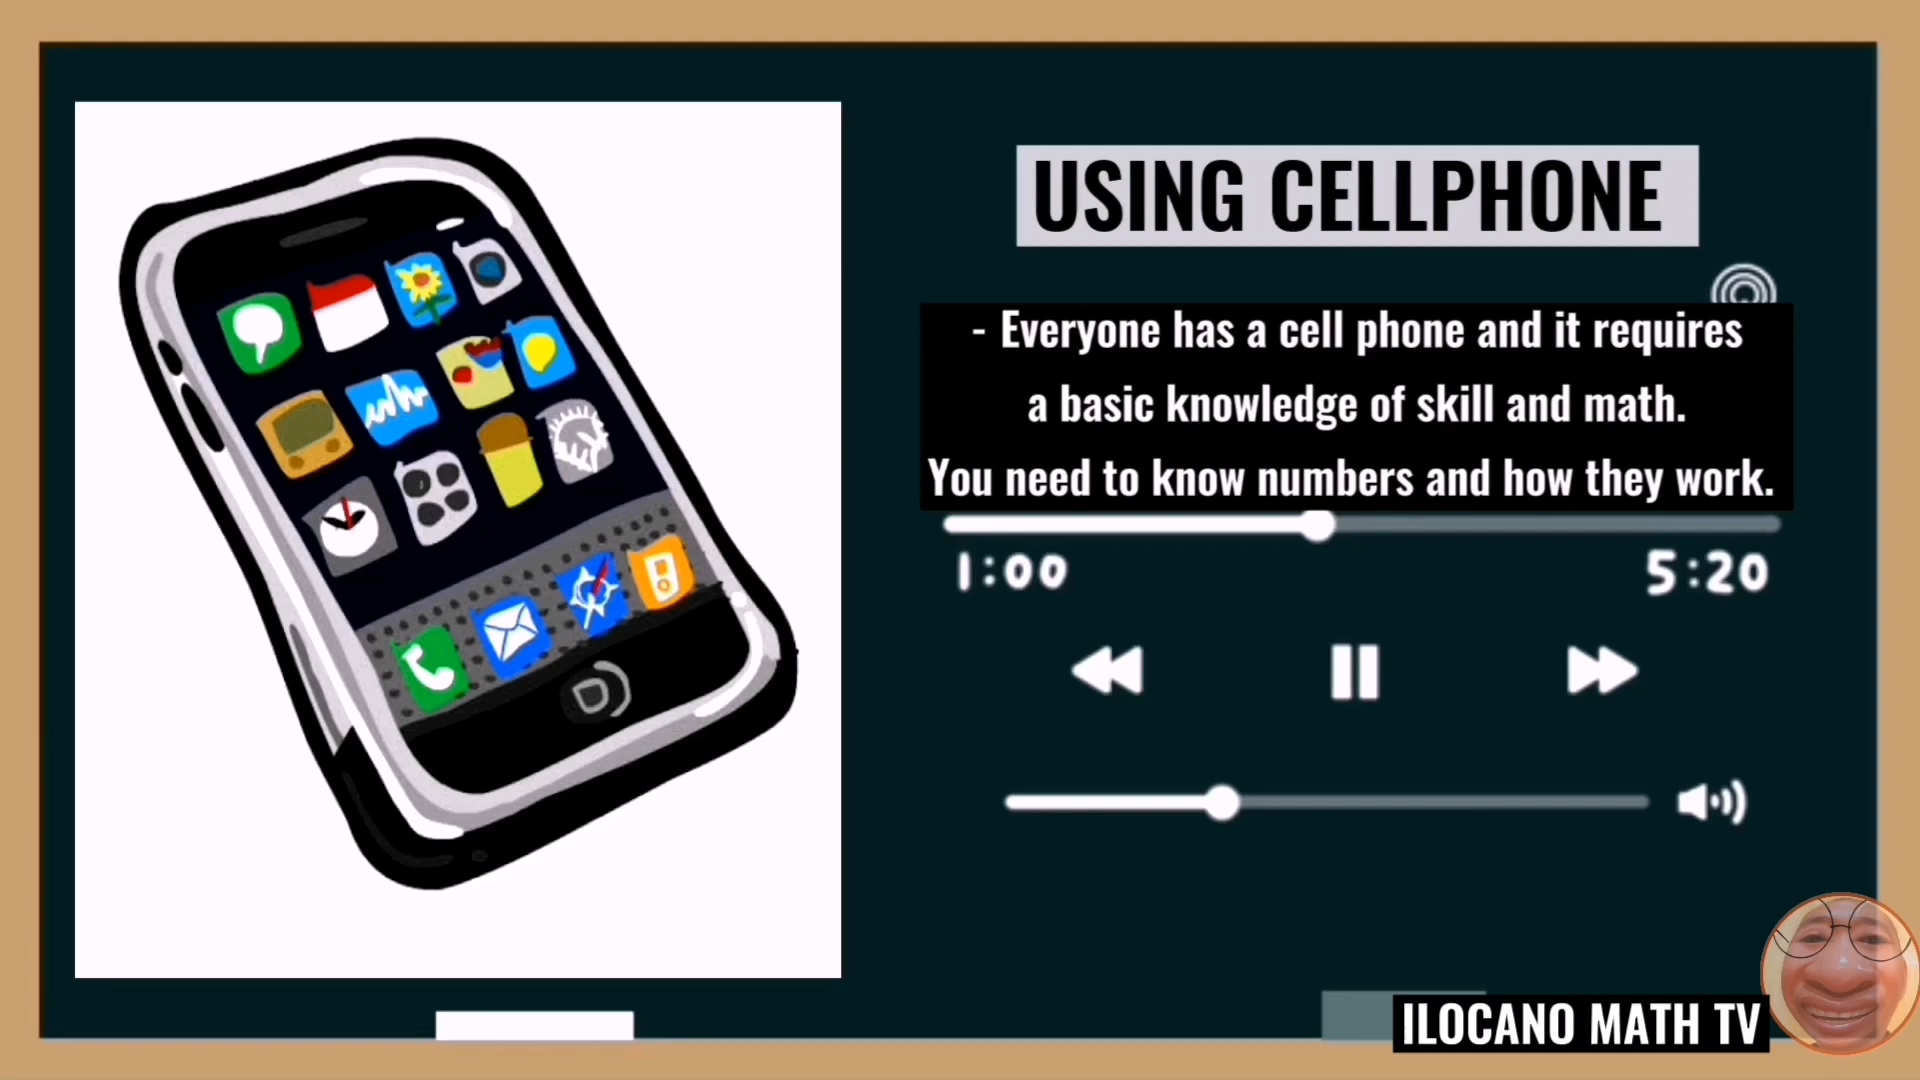 USING CELLPHONE
- Everyone has a cell phone and it requires
a basic knowledge of skill and math.
You need to know numbers and how they work.
1:00
5:20
ILOCANO MATH TV